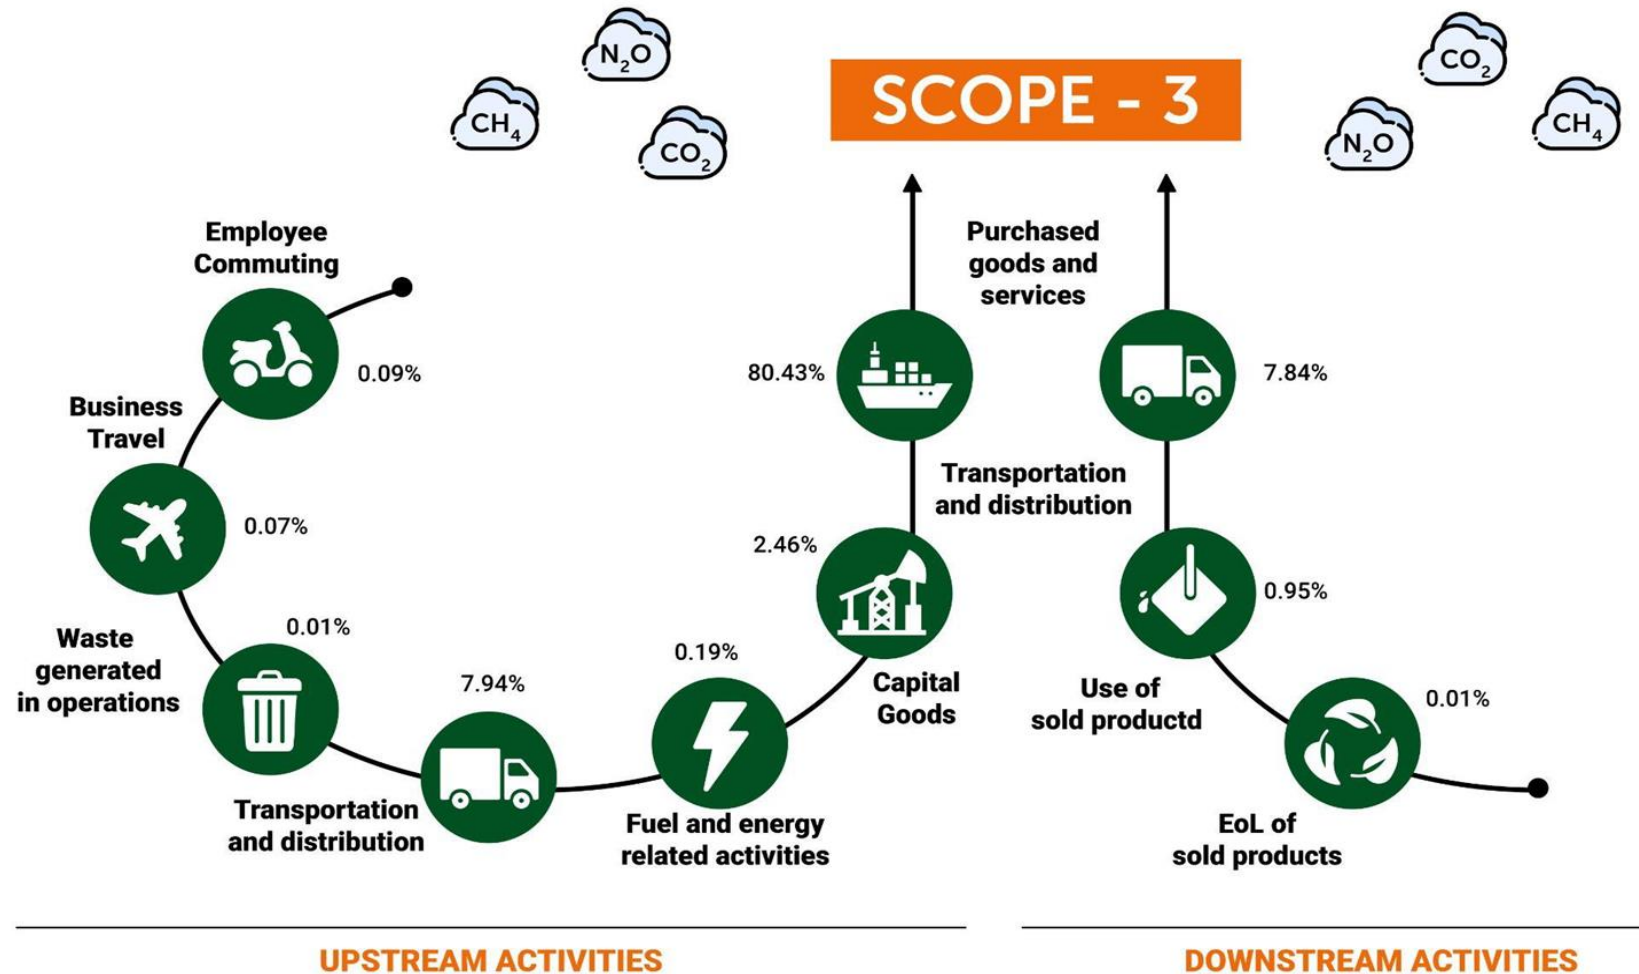 N₂O
CH₄
CO₂
SCOPE - 3
CO₂
N₂O
CH₄
Employee
Commuting
0.09%
Business
Travel
0.07%
Waste
generated
in operations
0.01%
Transportation
and distribution
7.94%
Fuel and energy
related activities
0.19%
Capital
Goods
2.46%
Purchased
goods and
services
80.43%
Transportation
and distribution
7.84%
Use of
sold productd
0.95%
EoL of
sold products
0.01%
UPSTREAM ACTIVITIES
DOWNSTREAM ACTIVITIES